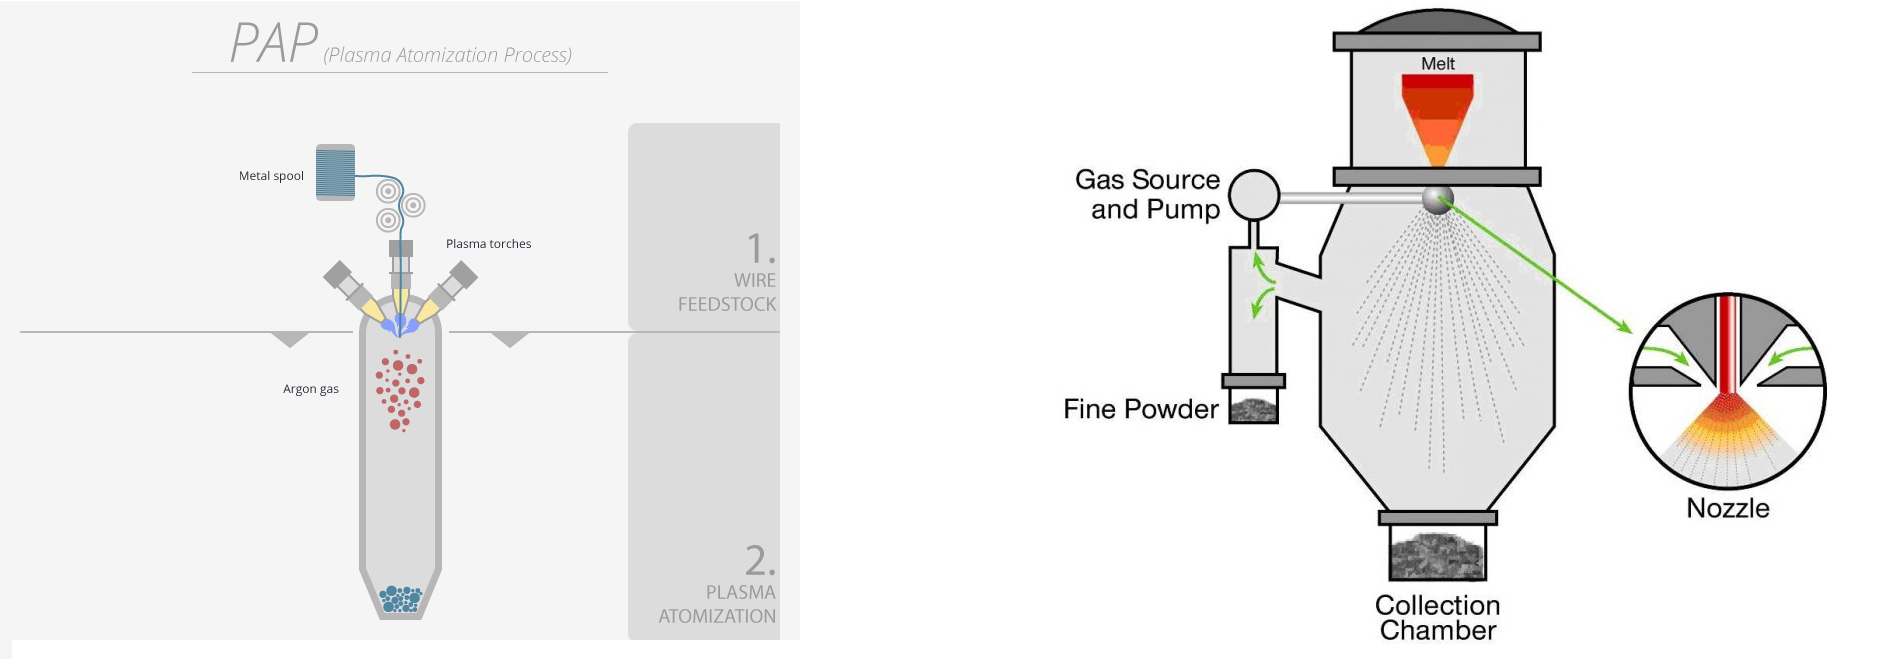 PAP (Plasma Atomization Process)
Metal spool
Plasma torches
1.
WIRE
FEEDSTOCK
Argon gas
2.
PLASMA
ATOMIZATION
Melt
Gas Source
and Pump
Fine Powder
Nozzle
Collection
Chamber